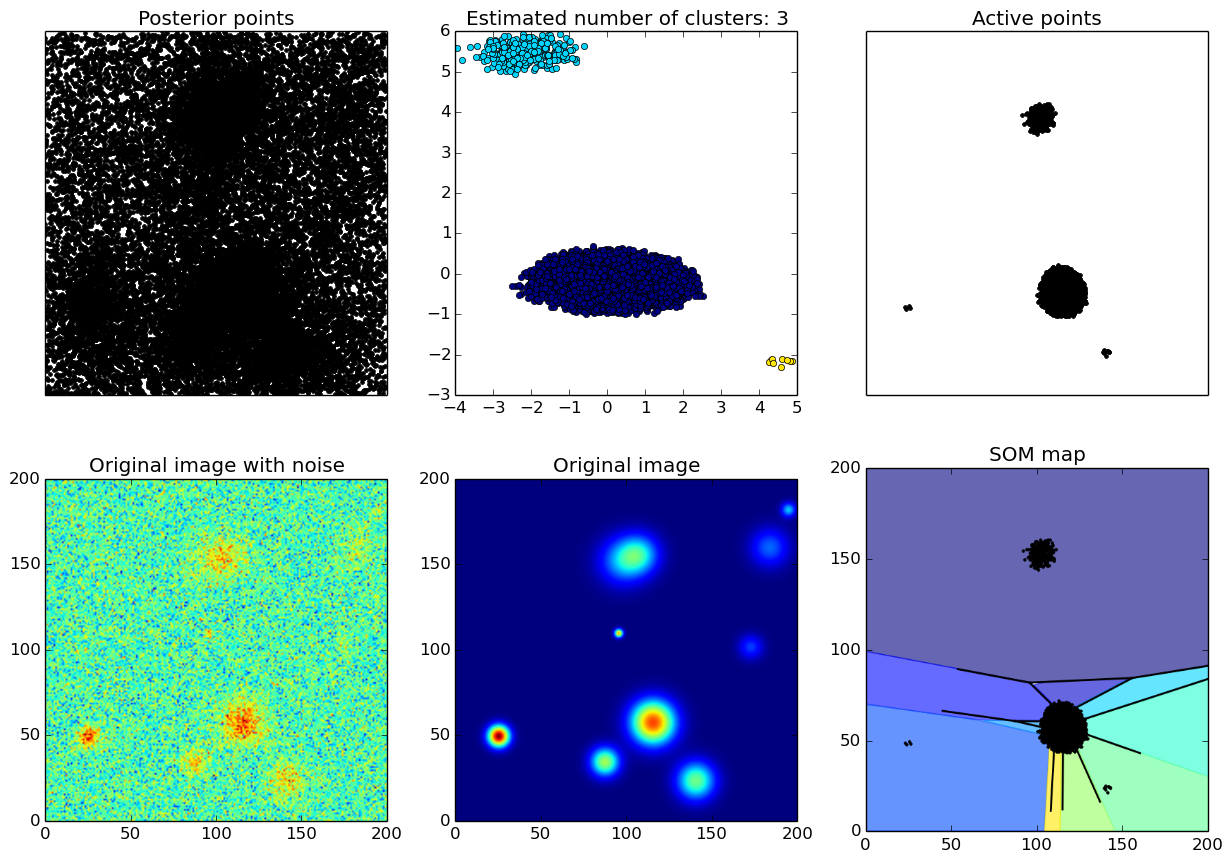 Posterior points
Estimated number of clusters: 3
Active points
6
5
4
3
2
1
0
−1
−2
−3
−4 −3 −2 −1 0 1 2 3 4 5
Original image with noise
Original image
SOM map
200
150
100
50
0
0 50 100 150 200
200
150
100
50
0
0 50 100 150 200
200
150
100
50
0
0 50 100 150 200